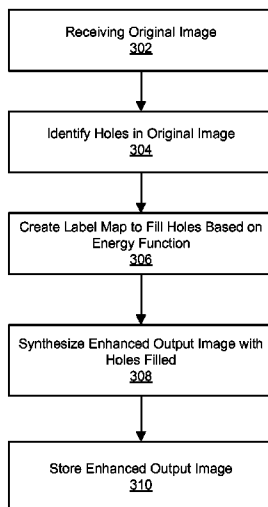 Receiving Original Image
302
Identify Holes in Original Image
304
Create Label Map to Fill Holes Based on
Energy Function
306
Synthesize Enhanced Output Image with
Holes Filled
308
Store Enhanced Output Image
310